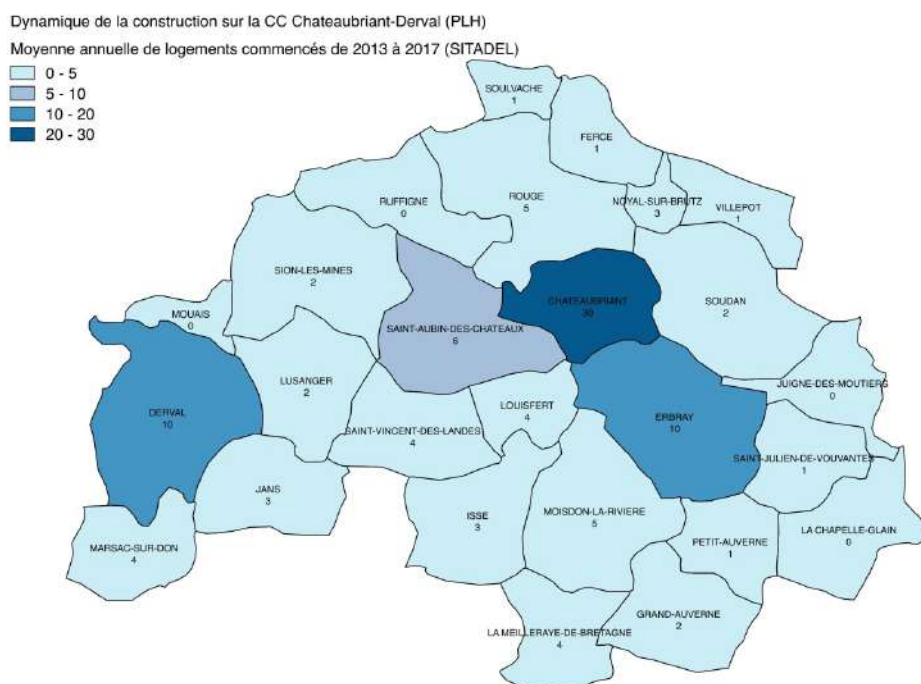 Dynamique de la construction sur la CC Chateaubriant-Derval (PLH)
Moyenne annuelle de logements commencés de 2013 à 2017 (SITADEL)
0 - 5
5 - 10
10 - 20
20 - 30
SOULVACHE
1
FERCE
1
ROUGE
5
RUFFIGNE
0
NOYAL-SUR-BRUTZ
3
VILLEPOT
1
SION-LES-MINES
2
CHATEAUBRIANT
30
SOUDAN
2
MOUAIS
0
SAINT-AUBIN-DES-CHATEAUX
6
LUSANGER
2
JUIGNE-DES-MOUTIERS
0
DERVAL
10
LOUISFERT
4
ERBRAY
10
SAINT-VINCENT-DES-LANDES
4
SAINT-JULIEN-DE-VOUVANTES
1
JANS
3
ISSE
3
MOISDON-LA-RIVIERE
5
LA CHAPELLE-GLAIN
0
PETIT-AUVERNE
1
MARSAC-SUR-DON
4
GRAND-AUVERNE
2
LA MEILLERAYE-DE-BRETAGNE
4